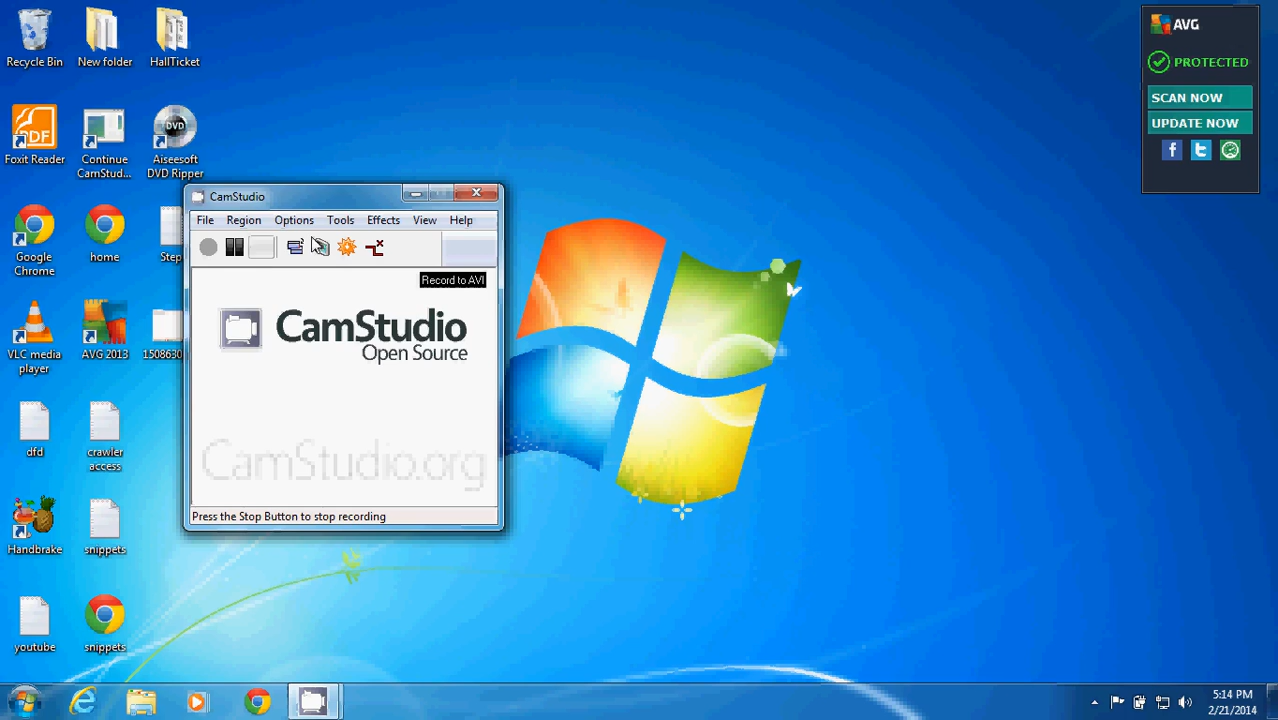 Recycle Bin
New folder
HallTicket
PDF
Foxit Reader
Continue
CamStud...
DVD
Aiseesoft
DVD Ripper
Google
Chrome
home
Step
VLC media
player
AVG 2013
1508630
dfd
crawler
access
Handbrake
snippets
youtube
snippets
CamStudio
File Region Options Tools Effects View Help
Record to AVI
CamStudio
Open Source
CamStudio.org
Press the Stop Button to stop recording
AVG
PROTECTED
SCAN NOW
UPDATE NOW
5:14 PM
2/21/2014